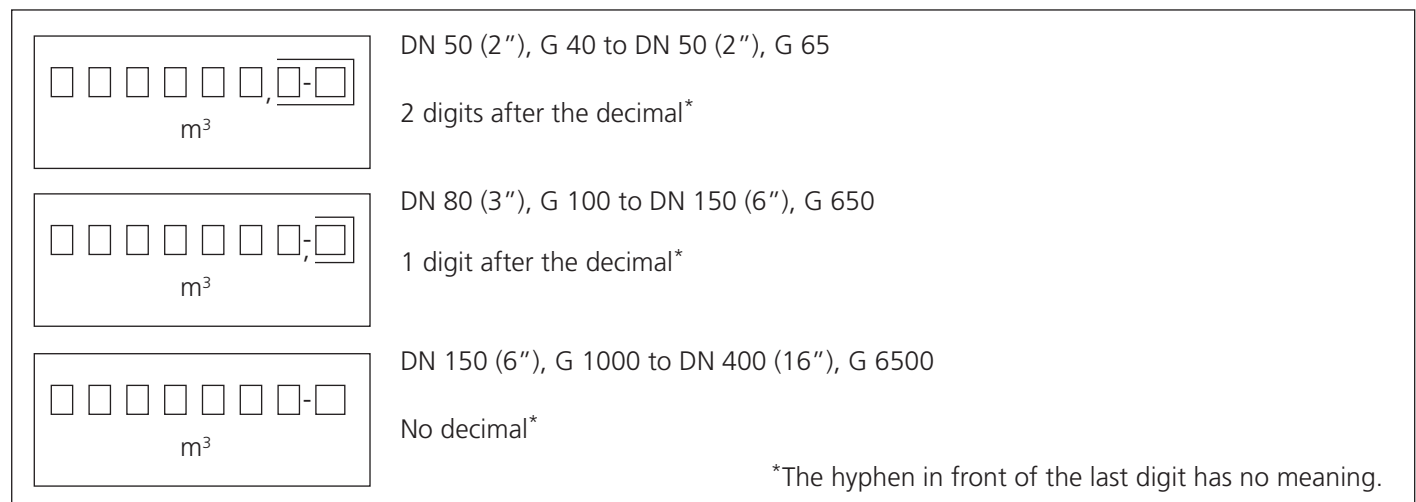 DN 50 (2”), G 40 to DN 50 (2”), G 65
□ □ □ □ □ □,□-□
2 digits after the decimal*
m³
DN 80 (3”), G 100 to DN 150 (6”), G 650
□ □ □ □ □ □ □,-□
1 digit after the decimal*
m³
DN 150 (6”), G 1000 to DN 400 (16”), G 6500
□ □ □ □ □ □ □-□
No decimal*
m³
*The hyphen in front of the last digit has no meaning.